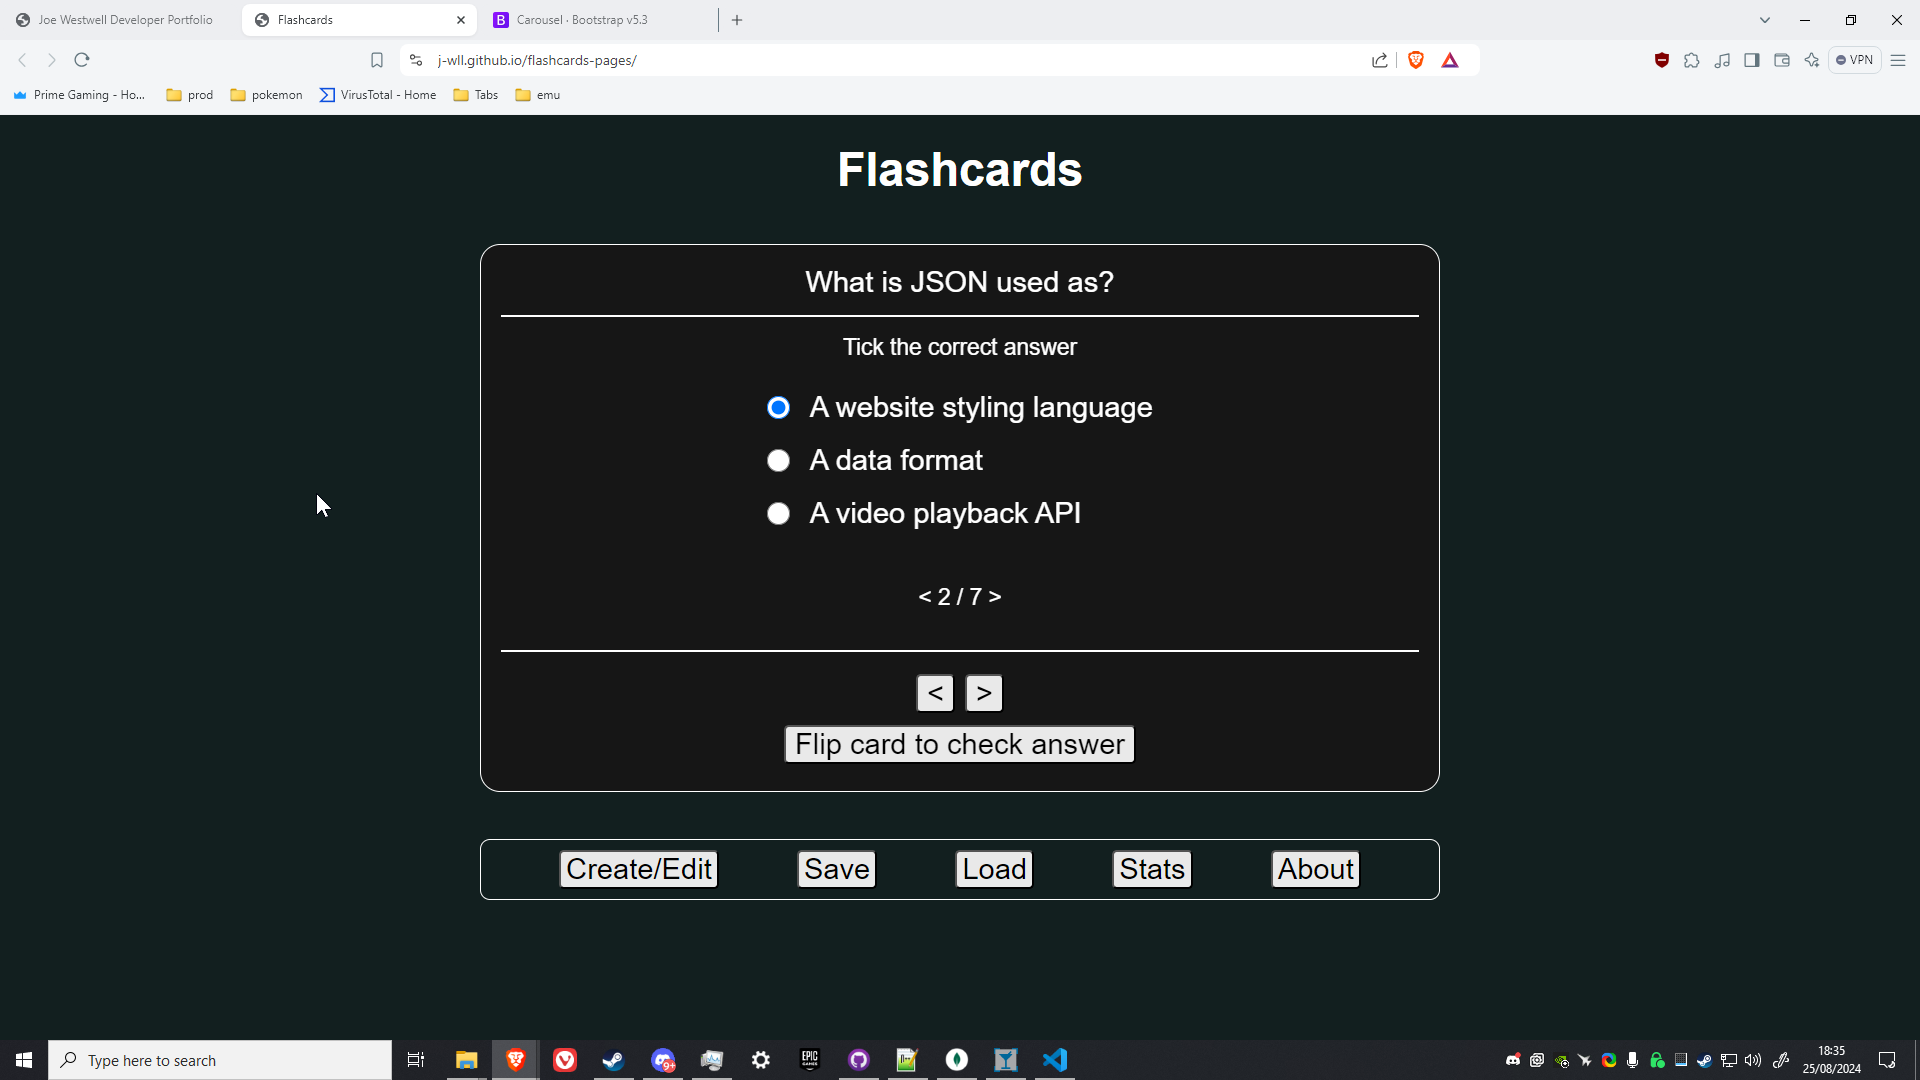 Joe Westwell Developer Portfolio
Flashcards
Carousel · Bootstrap v5.3
j-wll.github.io/flashcards-pages/
VPN
Prime Gaming - Ho...
prod
pokemon
VirusTotal - Home
Tabs
emu
Flashcards
What is JSON used as?
Tick the correct answer
A website styling language
A data format
A video playback API
< 2 / 7 >
< >
Flip card to check answer
Create/Edit
Save
Load
Stats
About
Type here to search
9+
EPIC GAMES
18:35
25/08/2024